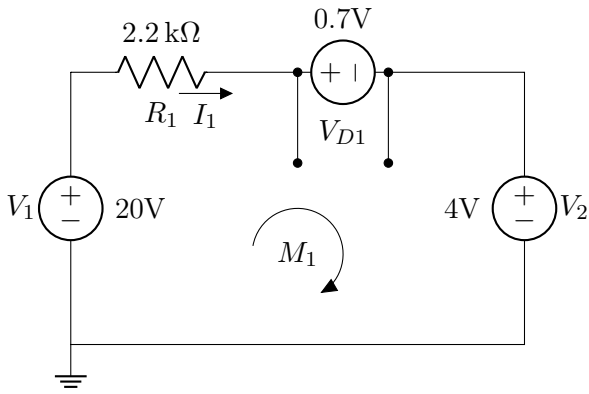 0.7V
2.2 kΩ
+ −
R1 I1
VD1
V1 + − 20V
4V + − V2
M1